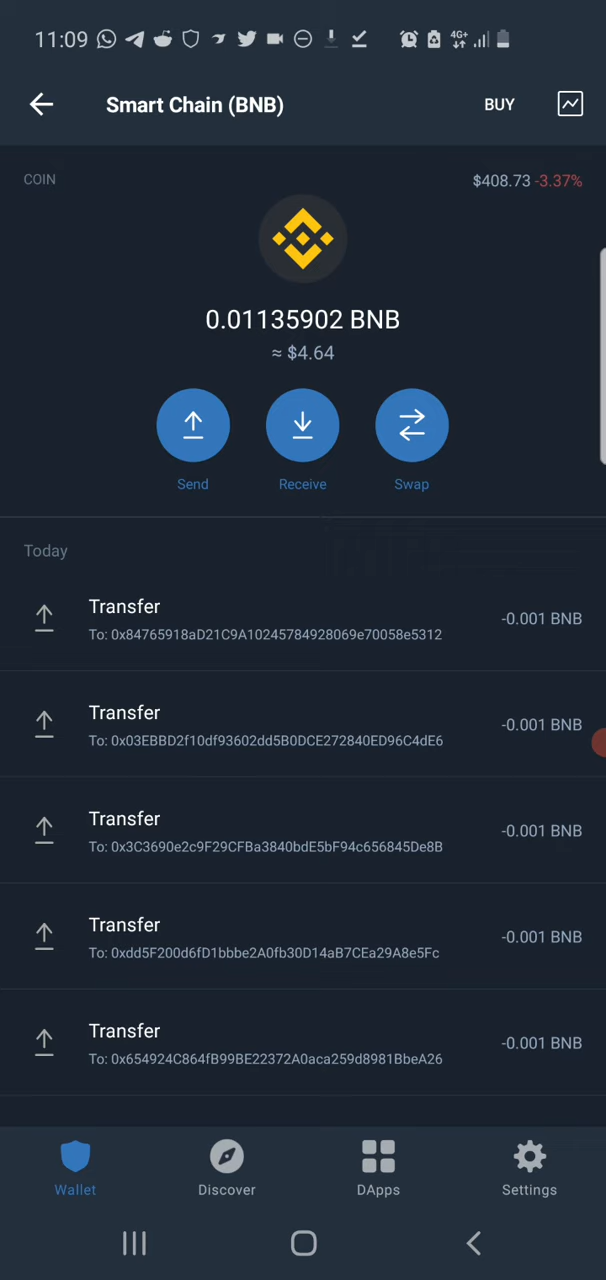 11:09 4G+
Smart Chain (BNB) BUY
COIN $408.73 -3.37%
0.01135902 BNB
≈ $4.64
Send Receive Swap
Today
Transfer -0.001 BNB
To: 0x84765918aD21C9A10245784928069e70058e5312
Transfer -0.001 BNB
To: 0x03EBBD2f10df93602dd5B0DCE272840ED96C4dE6
Transfer -0.001 BNB
To: 0x3C3690e2c9F29CFBa3840bdE5bF94c656845De8B
Transfer -0.001 BNB
To: 0xdd5F200d6fD1bbbe2A0fb30D14aB7CEa29A8e5Fc
Transfer -0.001 BNB
To: 0x654924C864fB99BE22372A0aca259d8981BbeA26
Wallet Discover DApps Settings